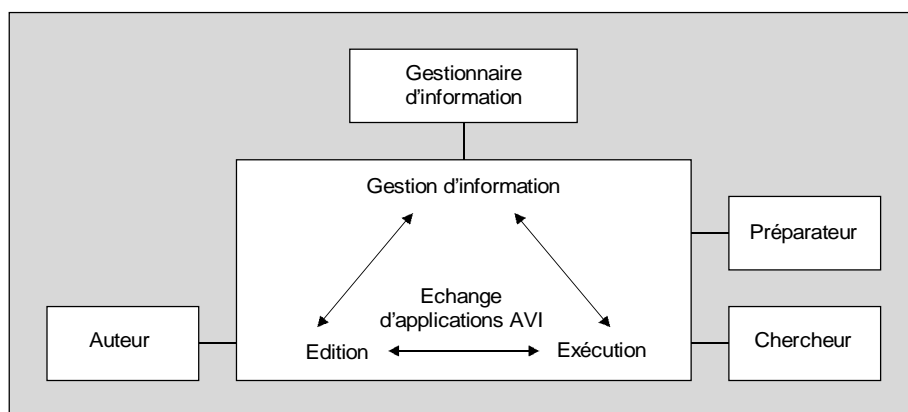 Gestionnaire
d'information
Gestion d'information
Préparateur
Echange
d'applications AVI
Auteur
Edition
Exécution
Chercheur